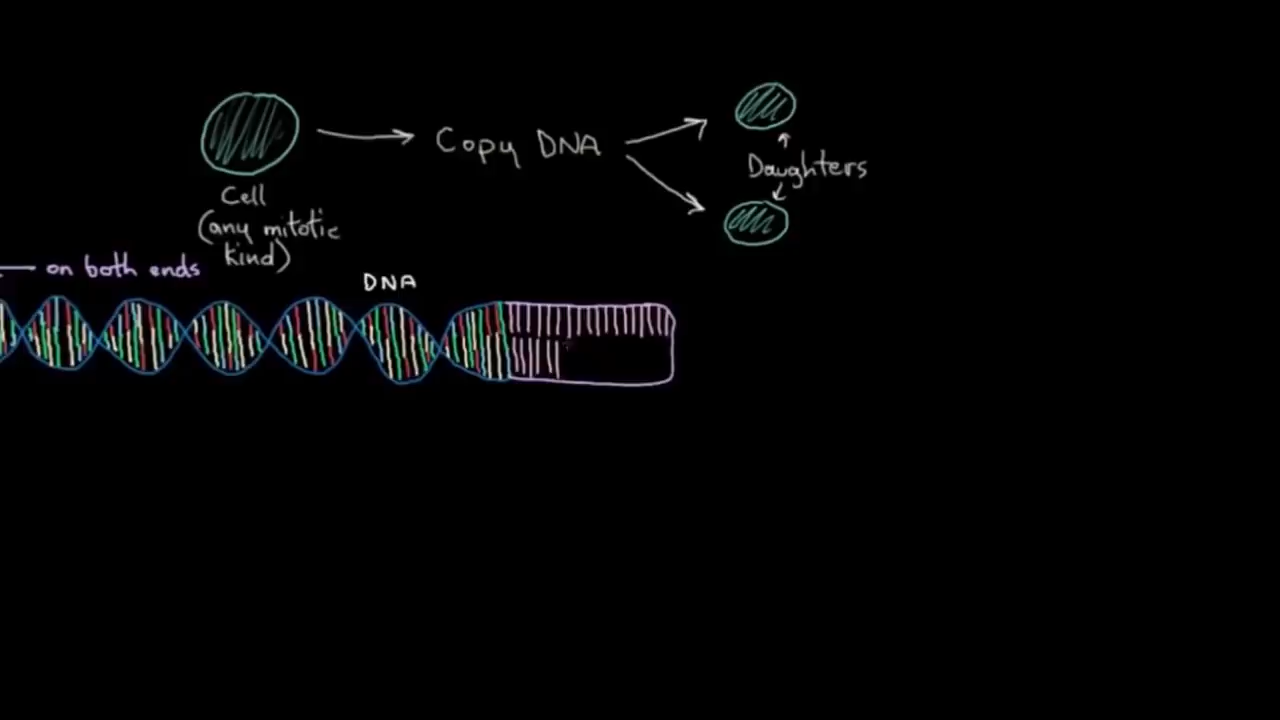 Copy DNA
Daughters
Cell
(any mitotic
kind)
on both ends
DNA